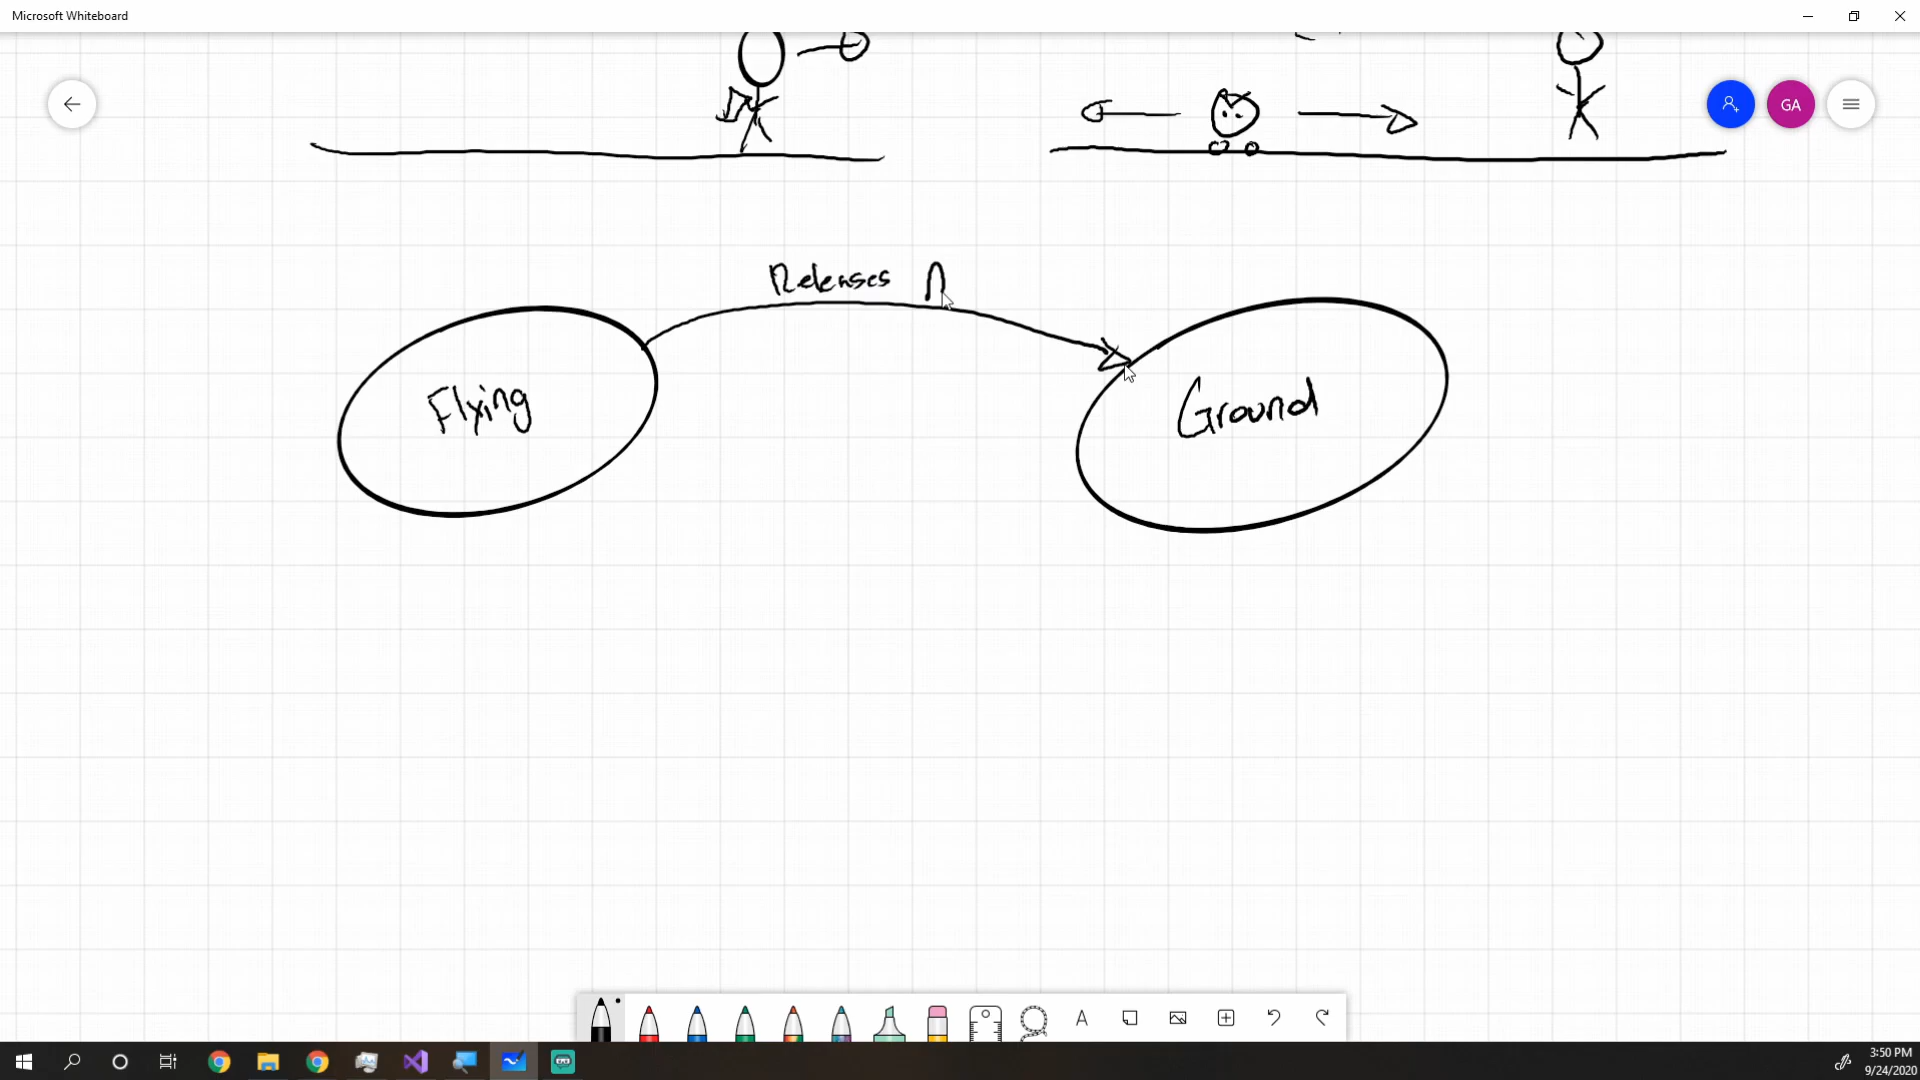 Microsoft Whiteboard
GA
Releases
Flying
Ground
A
3:50 PM
9/24/2020